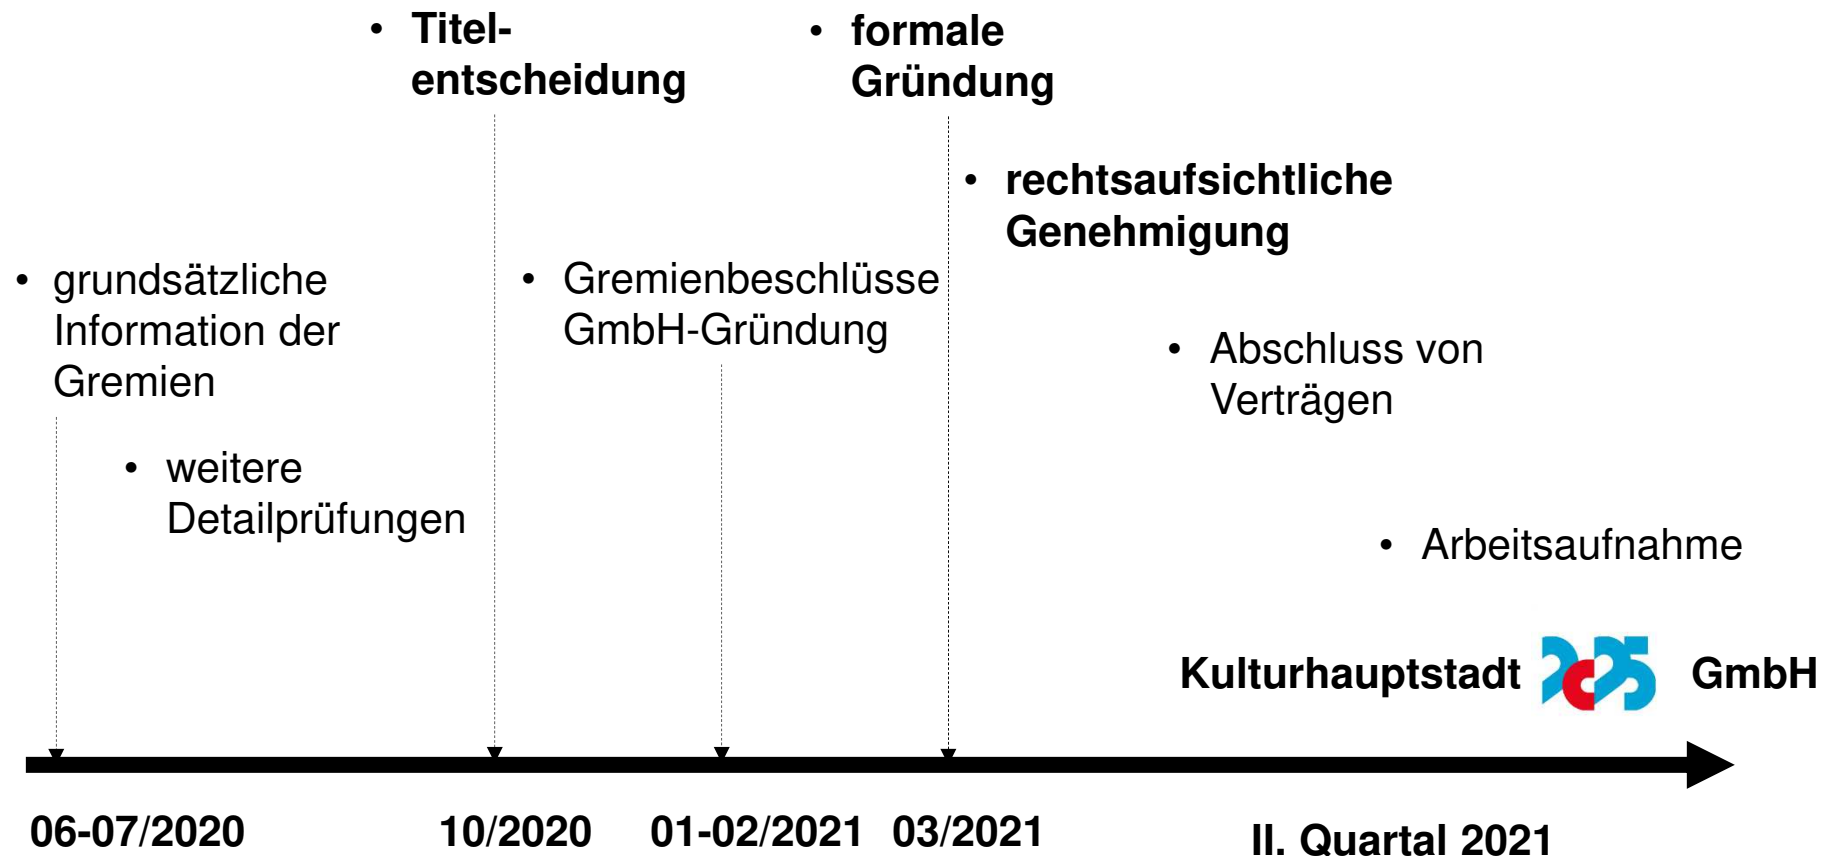 • Titel-
entscheidung
• formale
Gründung
• rechtsaufsichtliche
Genehmigung
• grundsätzliche
Information der
Gremien
• Gremienbeschlüsse
GmbH-Gründung
• Abschluss von
Verträgen
• weitere
Detailprüfungen
• Arbeitsaufnahme
Kulturhauptstadt 2c25 GmbH
06-07/2020 10/2020 01-02/2021 03/2021 II. Quartal 2021